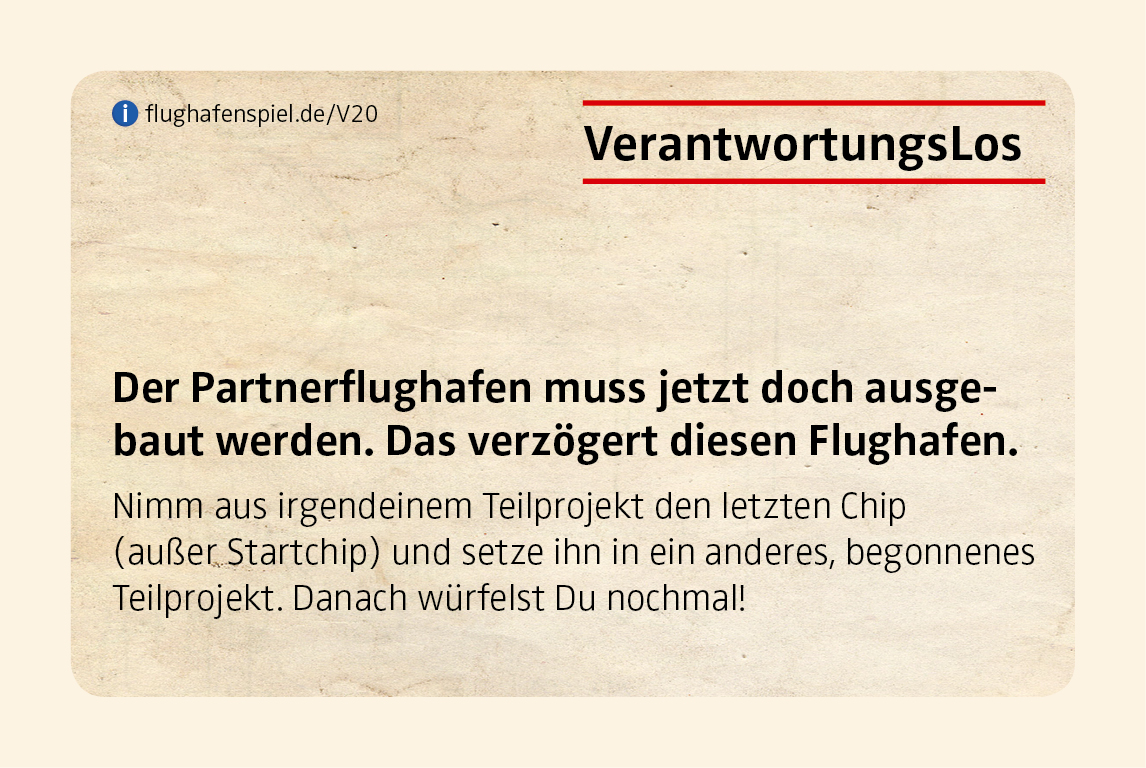 i flughafenspiel.de/V20
VerantwortungsLos
Der Partnerflughafen muss jetzt doch ausge-
baut werden. Das verzögert diesen Flughafen.
Nimm aus irgendeinem Teilprojekt den letzten Chip
(außer Startchip) und setze ihn in ein anderes, begonnenes
Teilprojekt. Danach würfelst Du nochmal!